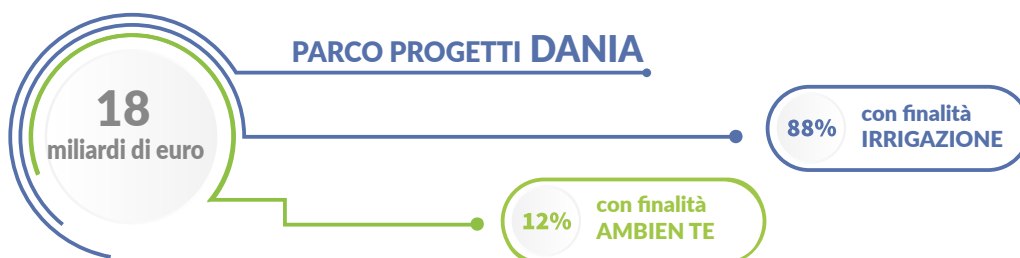 PARCO PROGETTI DANIA
18
miliardi di euro
88%
con finalità
IRRIGAZIONE
12%
con finalità
AMBIEN TE